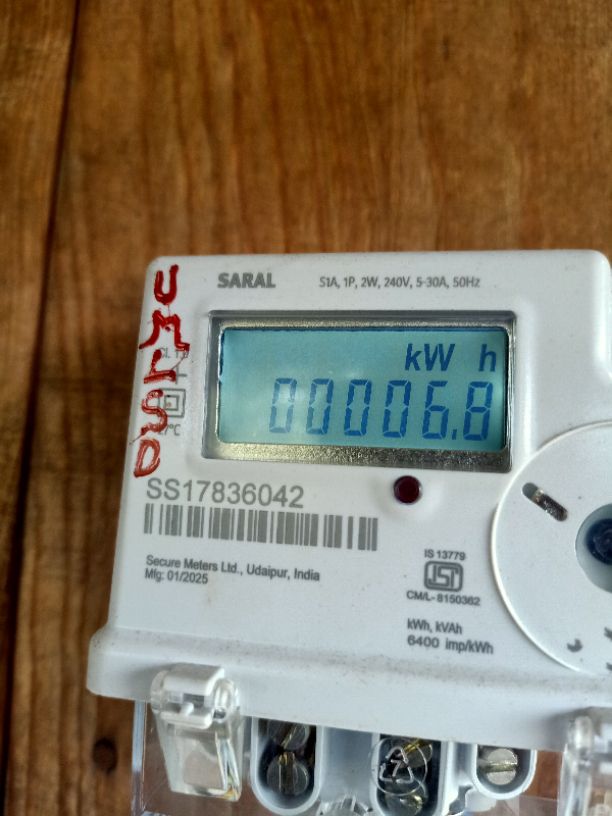 SARAL
S1A, 1P, 2W, 240V, 5-30A, 50Hz
UMLSD
kW h
00006.8
SS17836042
Secure Meters Ltd., Udaipur, India
Mfg: 01/2025
IS 13779
CM/L- 8150362
kWh, kVAh
6400 imp/kWh
7